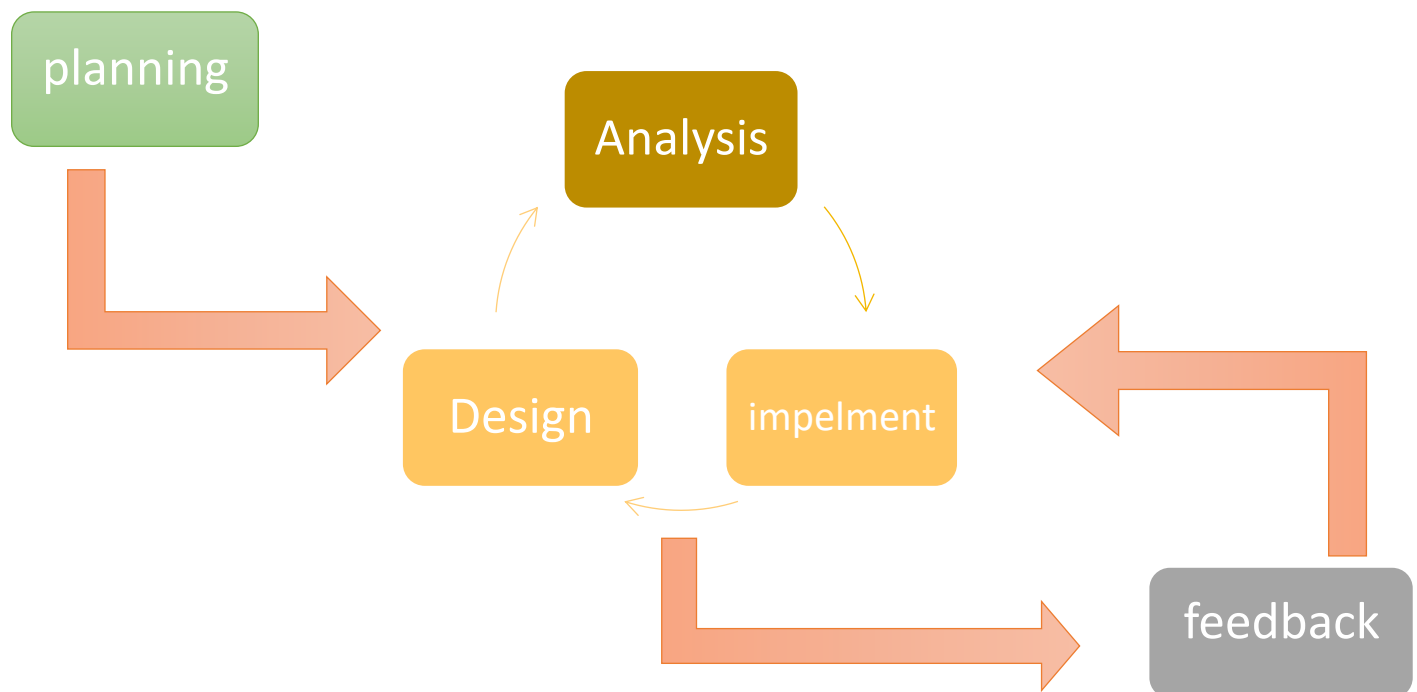 planning
Analysis
Design
impelment
feedback